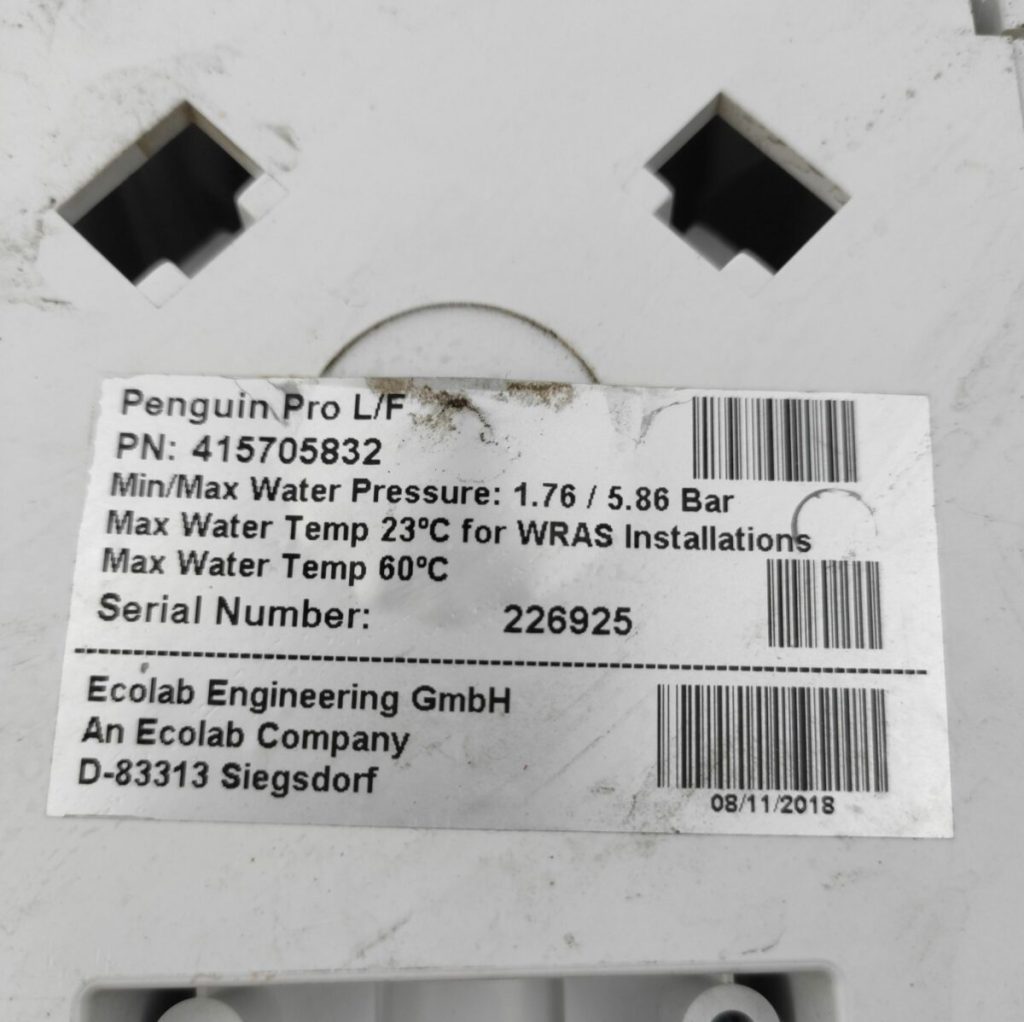 Penguin Pro L/F
PN: 415705832
Min/Max Water Pressure: 1.76 / 5.86 Bar
Max Water Temp 23ºC for WRAS Installations
Max Water Temp 60ºC
Serial Number: 226925
Ecolab Engineering GmbH
An Ecolab Company
D-83313 Siegsdorf
08/11/2018